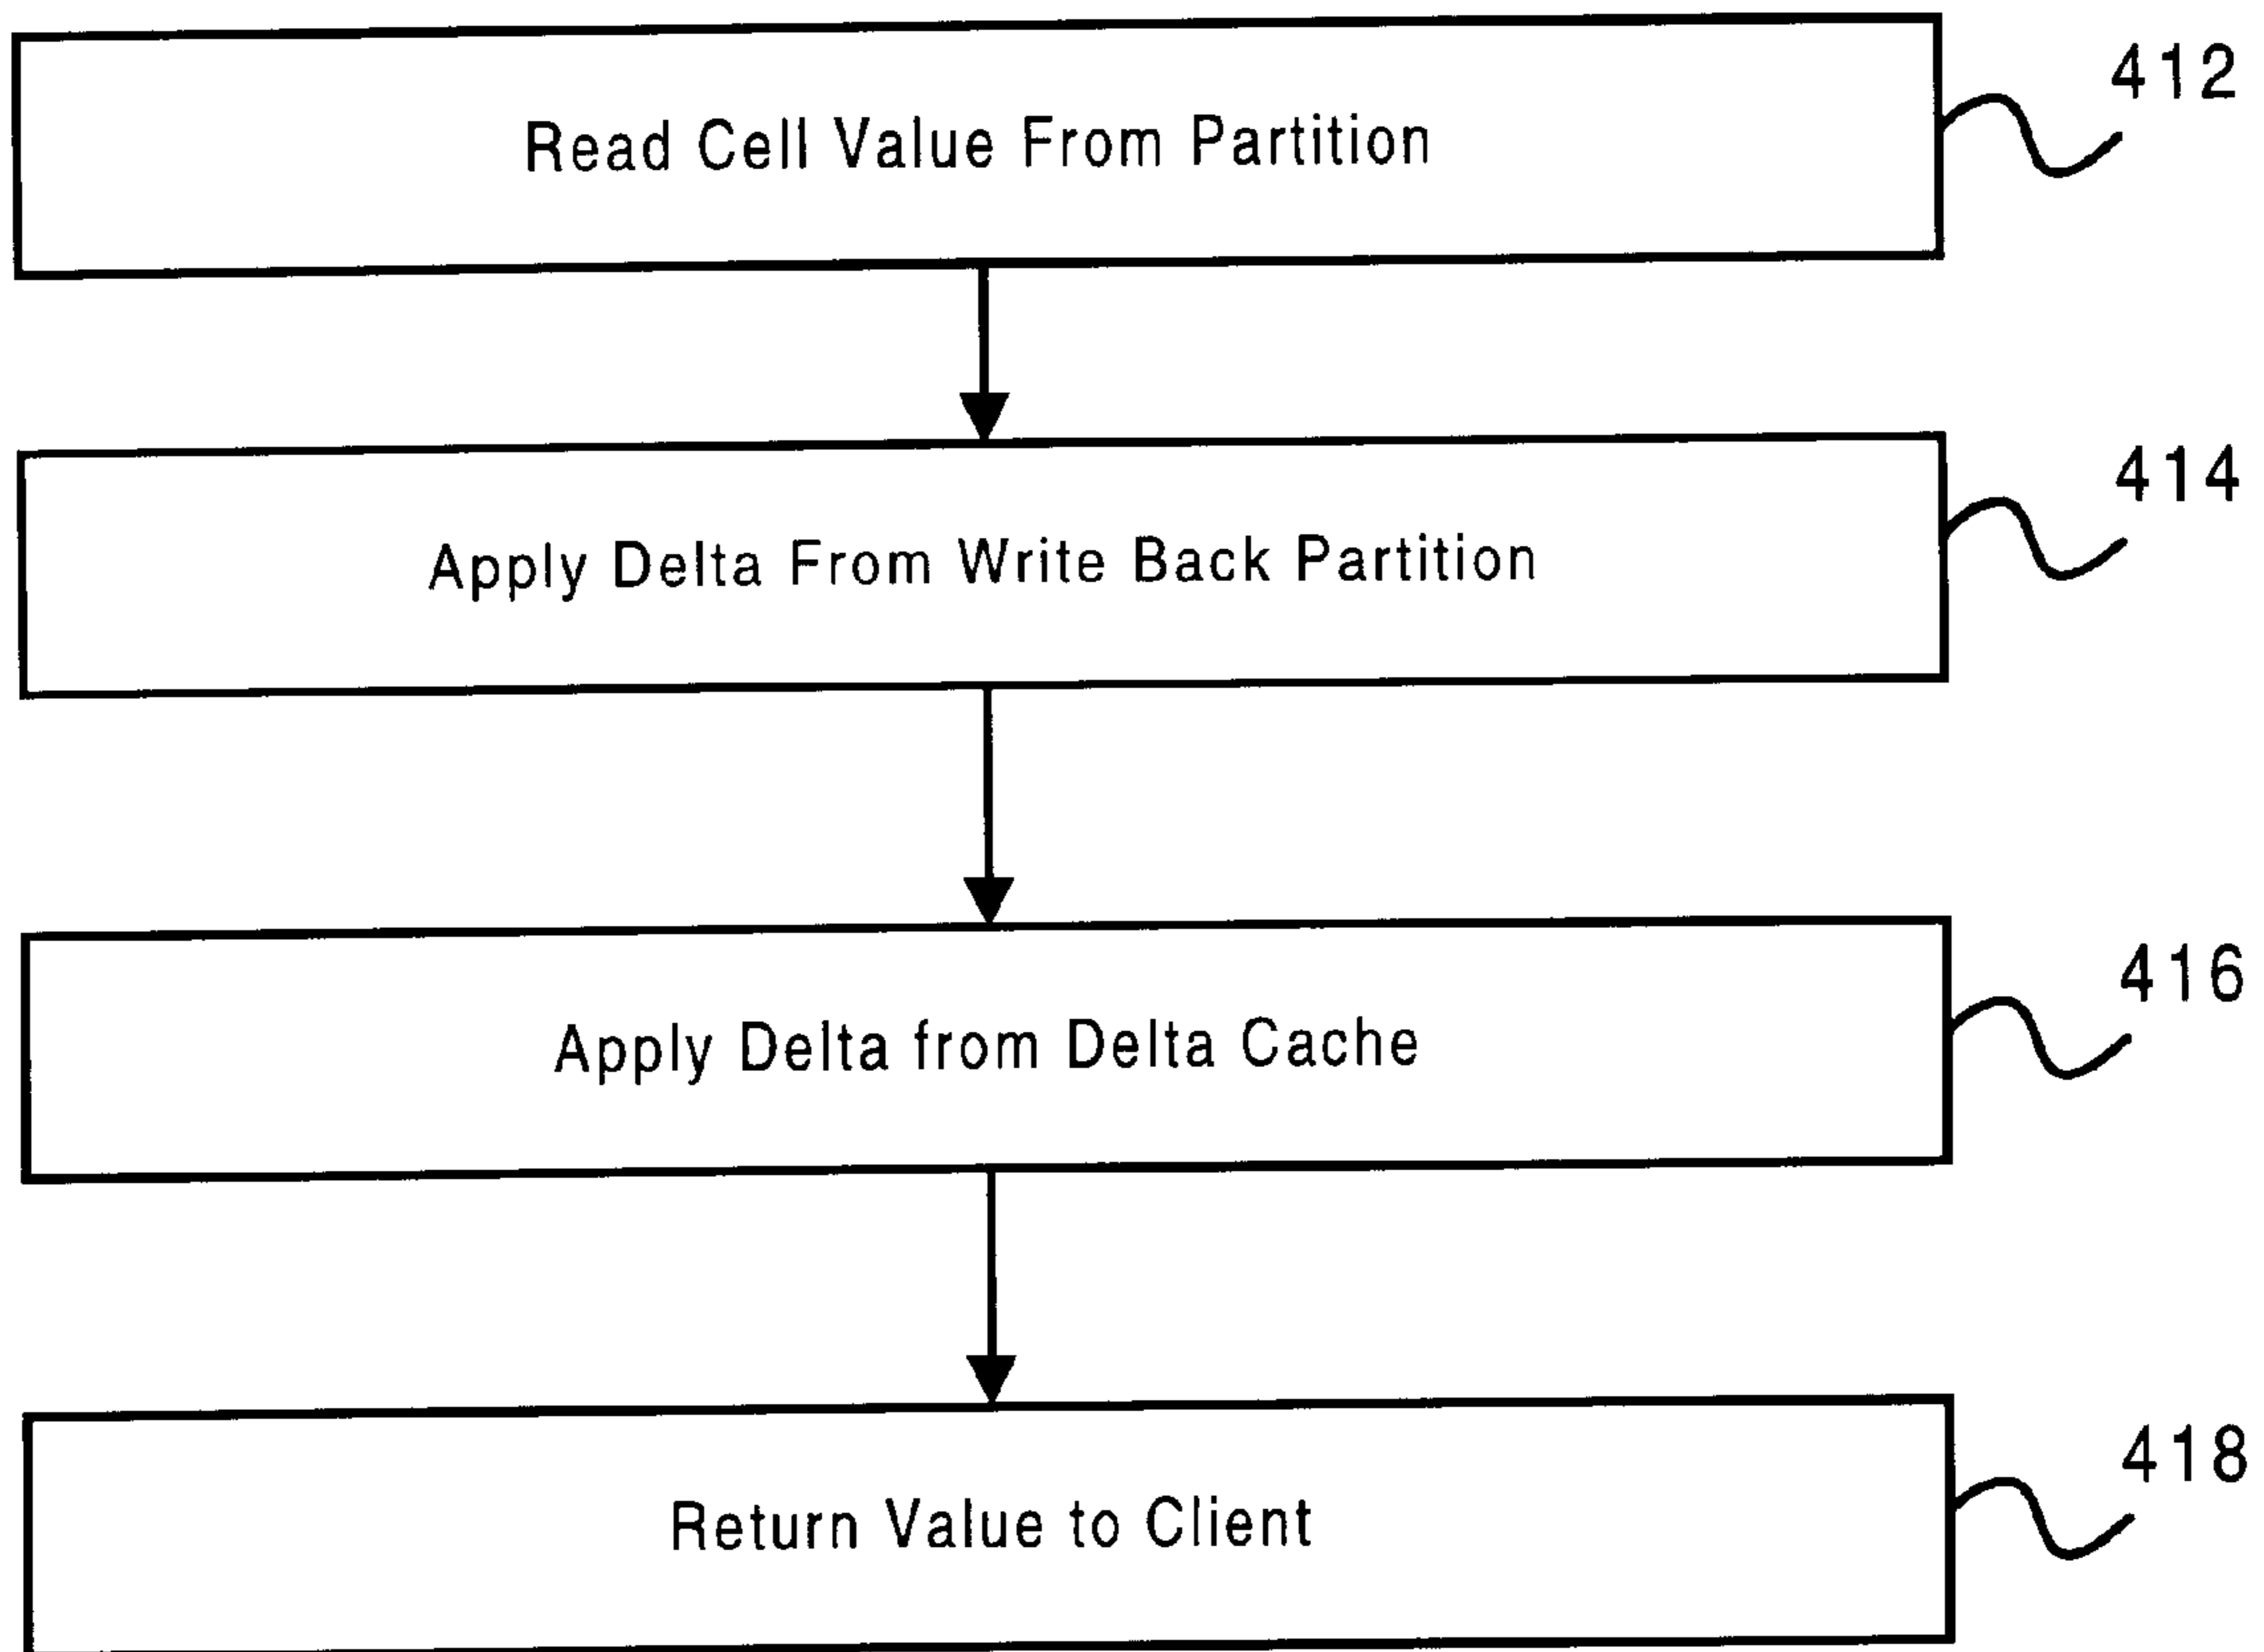 412
Read Cell Value From Partition
414
Apply Delta From Write Back Partition
416
Apply Delta from Delta Cache
418
Return Value to Client